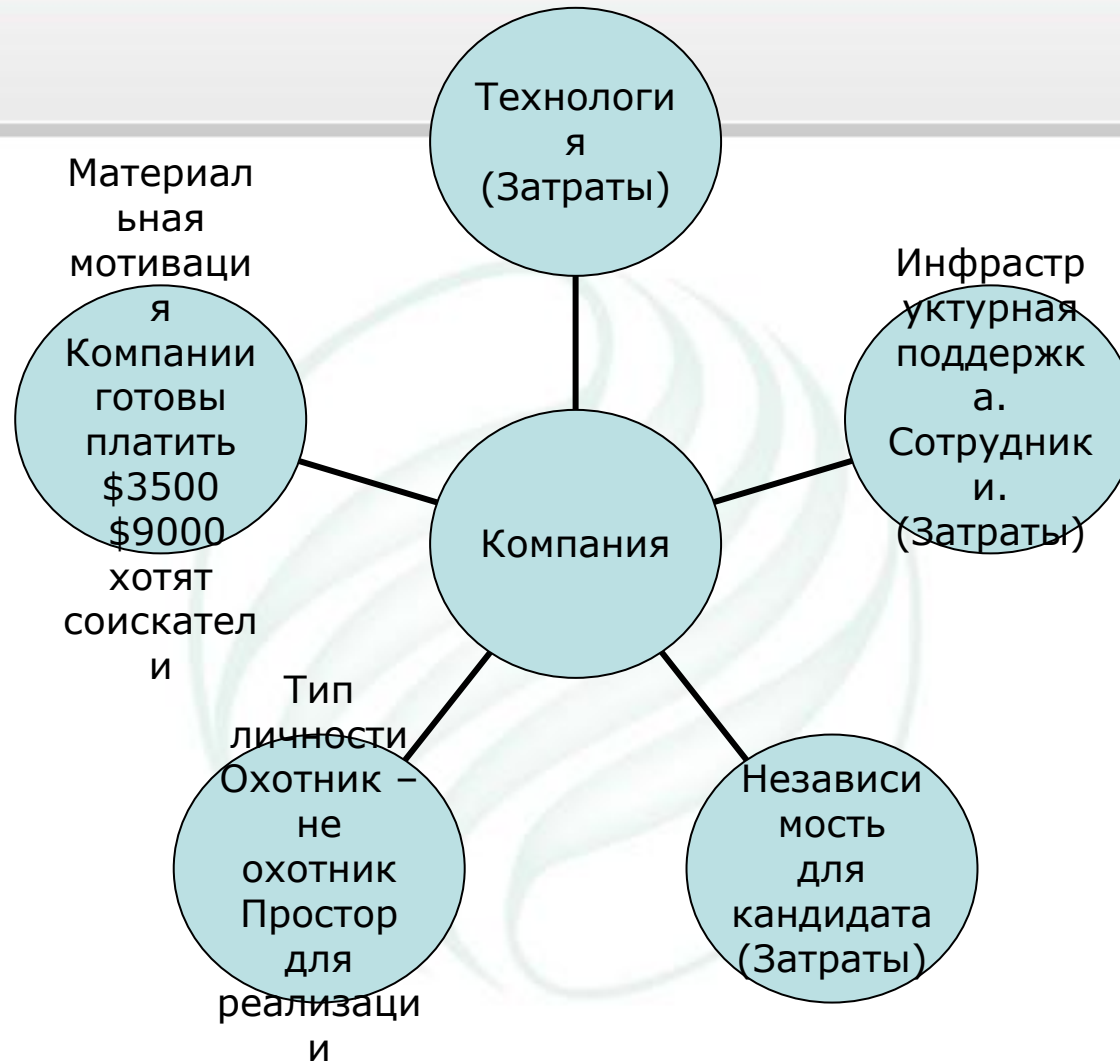 Технологи
я
(Затраты)
Материал
ьная
мотиваци
я
Компании
готовы
платить
$3500
$9000
хотят
соискател
и
Инфрастр
уктурная
поддержк
а.
Сотрудник
и.
(Затраты)
Компания
Тип
личности
Охотник –
не
охотник
Простор
для
реализаци
и
Независи
мость
для
кандидата
(Затраты)